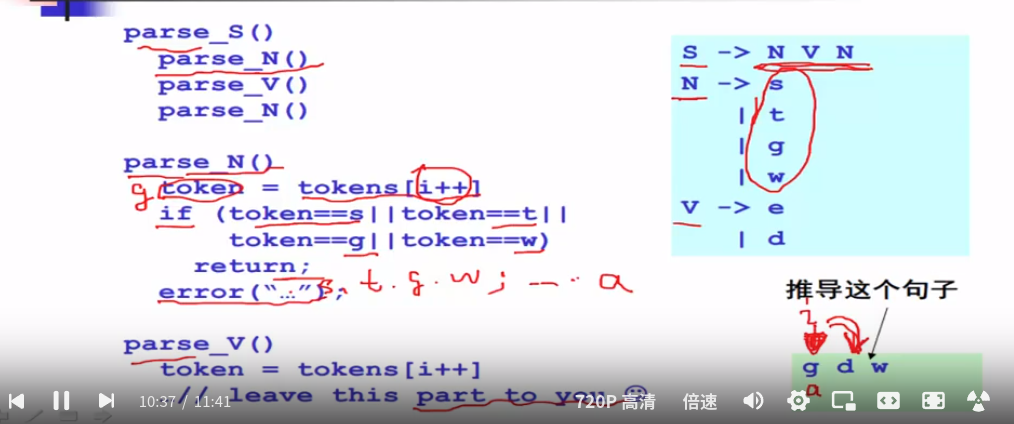 parse_S()
parse_N()
parse_V()
parse_N()
parse_N()
g token = tokens[i++]
if (token==s||token==t||
token==g||token==w)
return;
error("…"); s. t. g. w ; — .. a
parse_V()
token = tokens[i++]
// leave this part to you
S -> N V N
N -> s
| t
| g
| w
V -> e
| d
推导这个句子
g d w
a
10:37 / 11:41
720P 高清
倍速